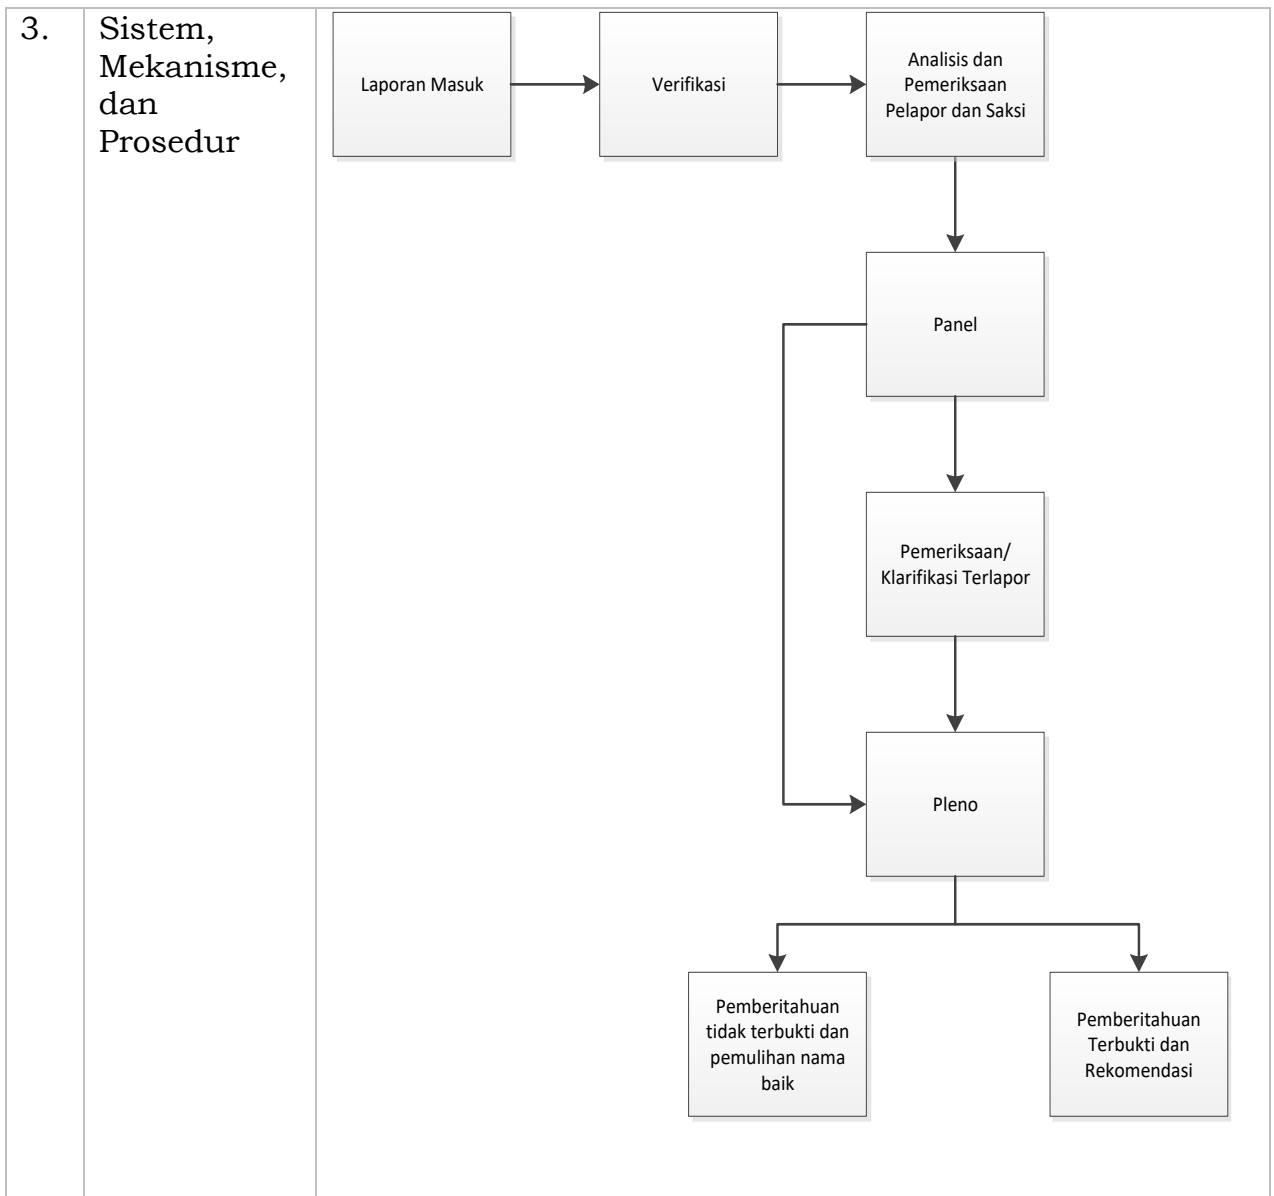 3.
Sistem,
Mekanisme,
dan
Prosedur
Laporan Masuk
Verifikasi
Analisis dan
Pemeriksaan
Pelapor dan Saksi
Panel
Pemeriksaan/
Klarifikasi Terlapor
Pleno
Pemberitahuan
tidak terbukti dan
pemulihan nama
baik
Pemberitahuan
Terbukti dan
Rekomendasi